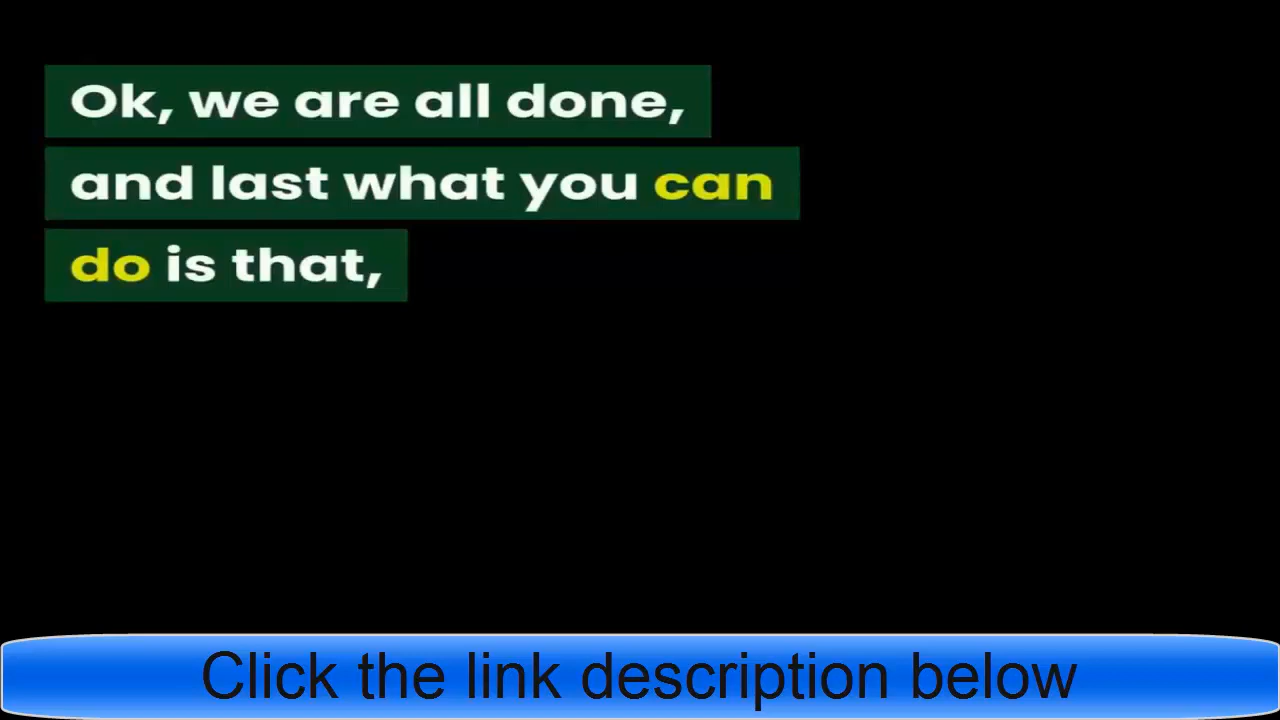 Ok, we are all done,
and last what you can
do is that,
Click the link description below